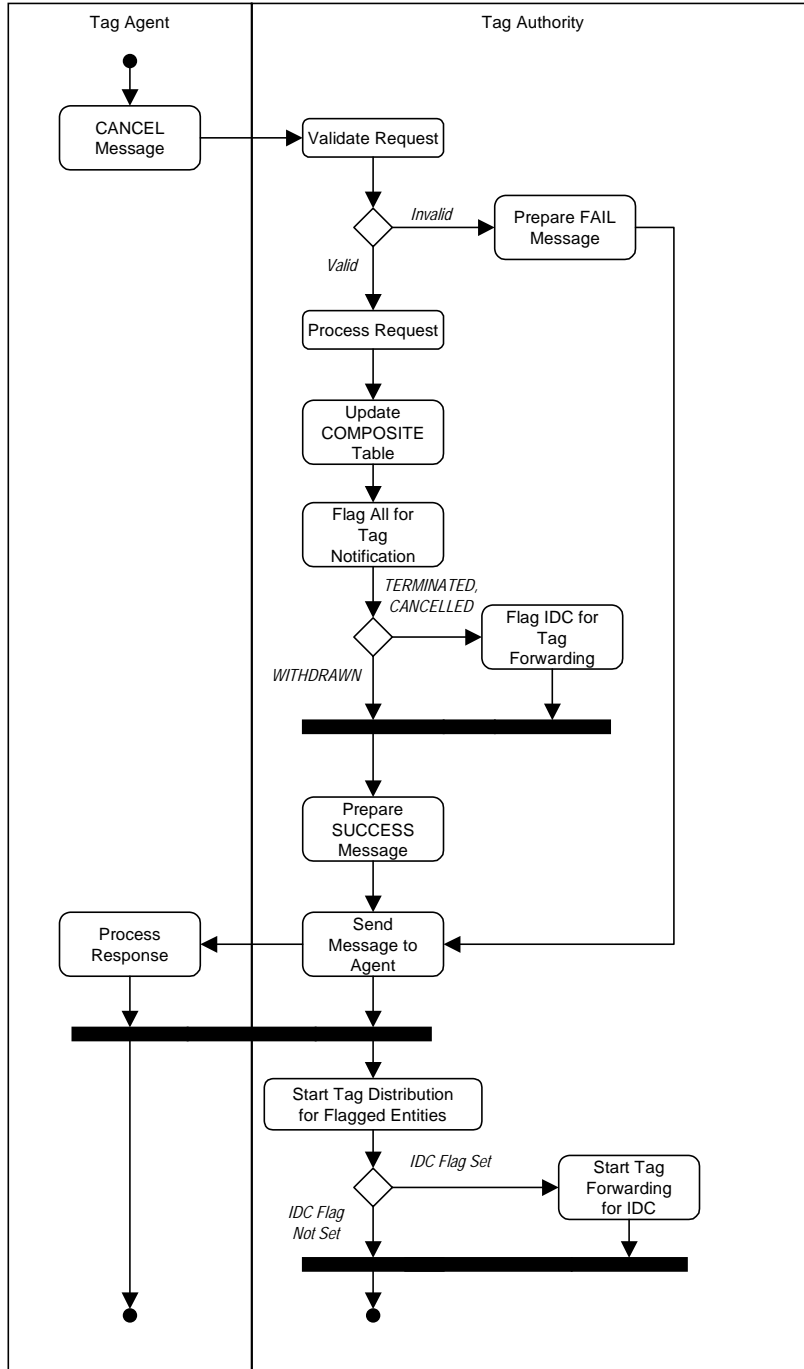 Tag Agent
Tag Authority
CANCEL
Message
Validate Request
Invalid
Prepare FAIL
Message
Valid
Process Request
Update
COMPOSITE
Table
Flag All for
Tag
Notification
TERMINATED,
CANCELLED
Flag IDC for
Tag
Forwarding
WITHDRAWN
Prepare
SUCCESS
Message
Process
Response
Send
Message to
Agent
Start Tag Distribution
for Flagged Entities
IDC Flag Set
Start Tag
Forwarding
for IDC
IDC Flag
Not Set